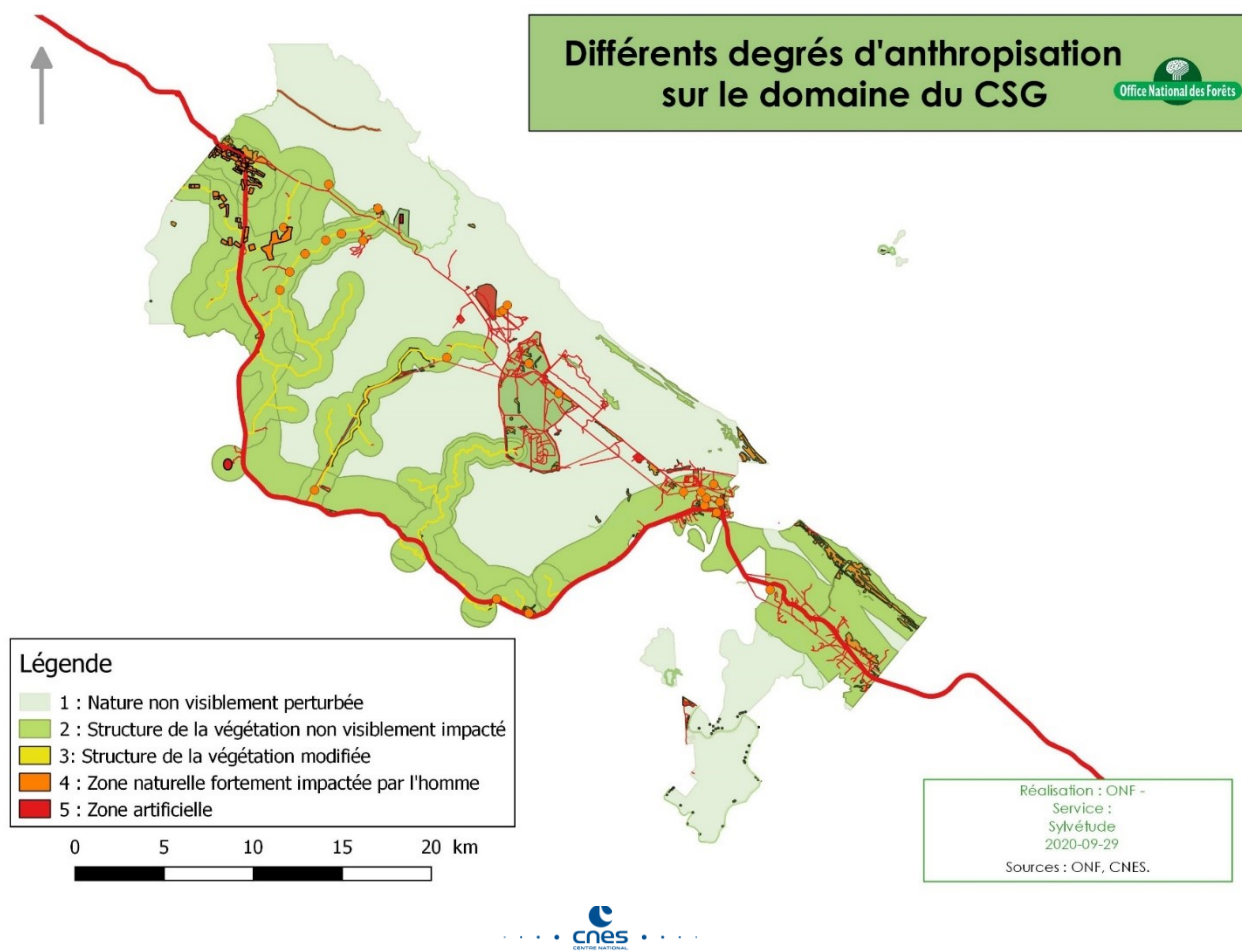 Différents degrés d'anthropisation
sur le domaine du CSG
Office National des Forêts
Légende
1 : Nature non visiblement perturbée
2 : Structure de la végétation non visiblement impacté
3: Structure de la végétation modifiée
4 : Zone naturelle fortement impactée par l'homme
5 : Zone artificielle
0 5 10 15 20 km
Réalisation : ONF -
Service :
Sylvétude
2020-09-29
Sources : ONF, CNES.
cnes
CENTRE NATIONAL